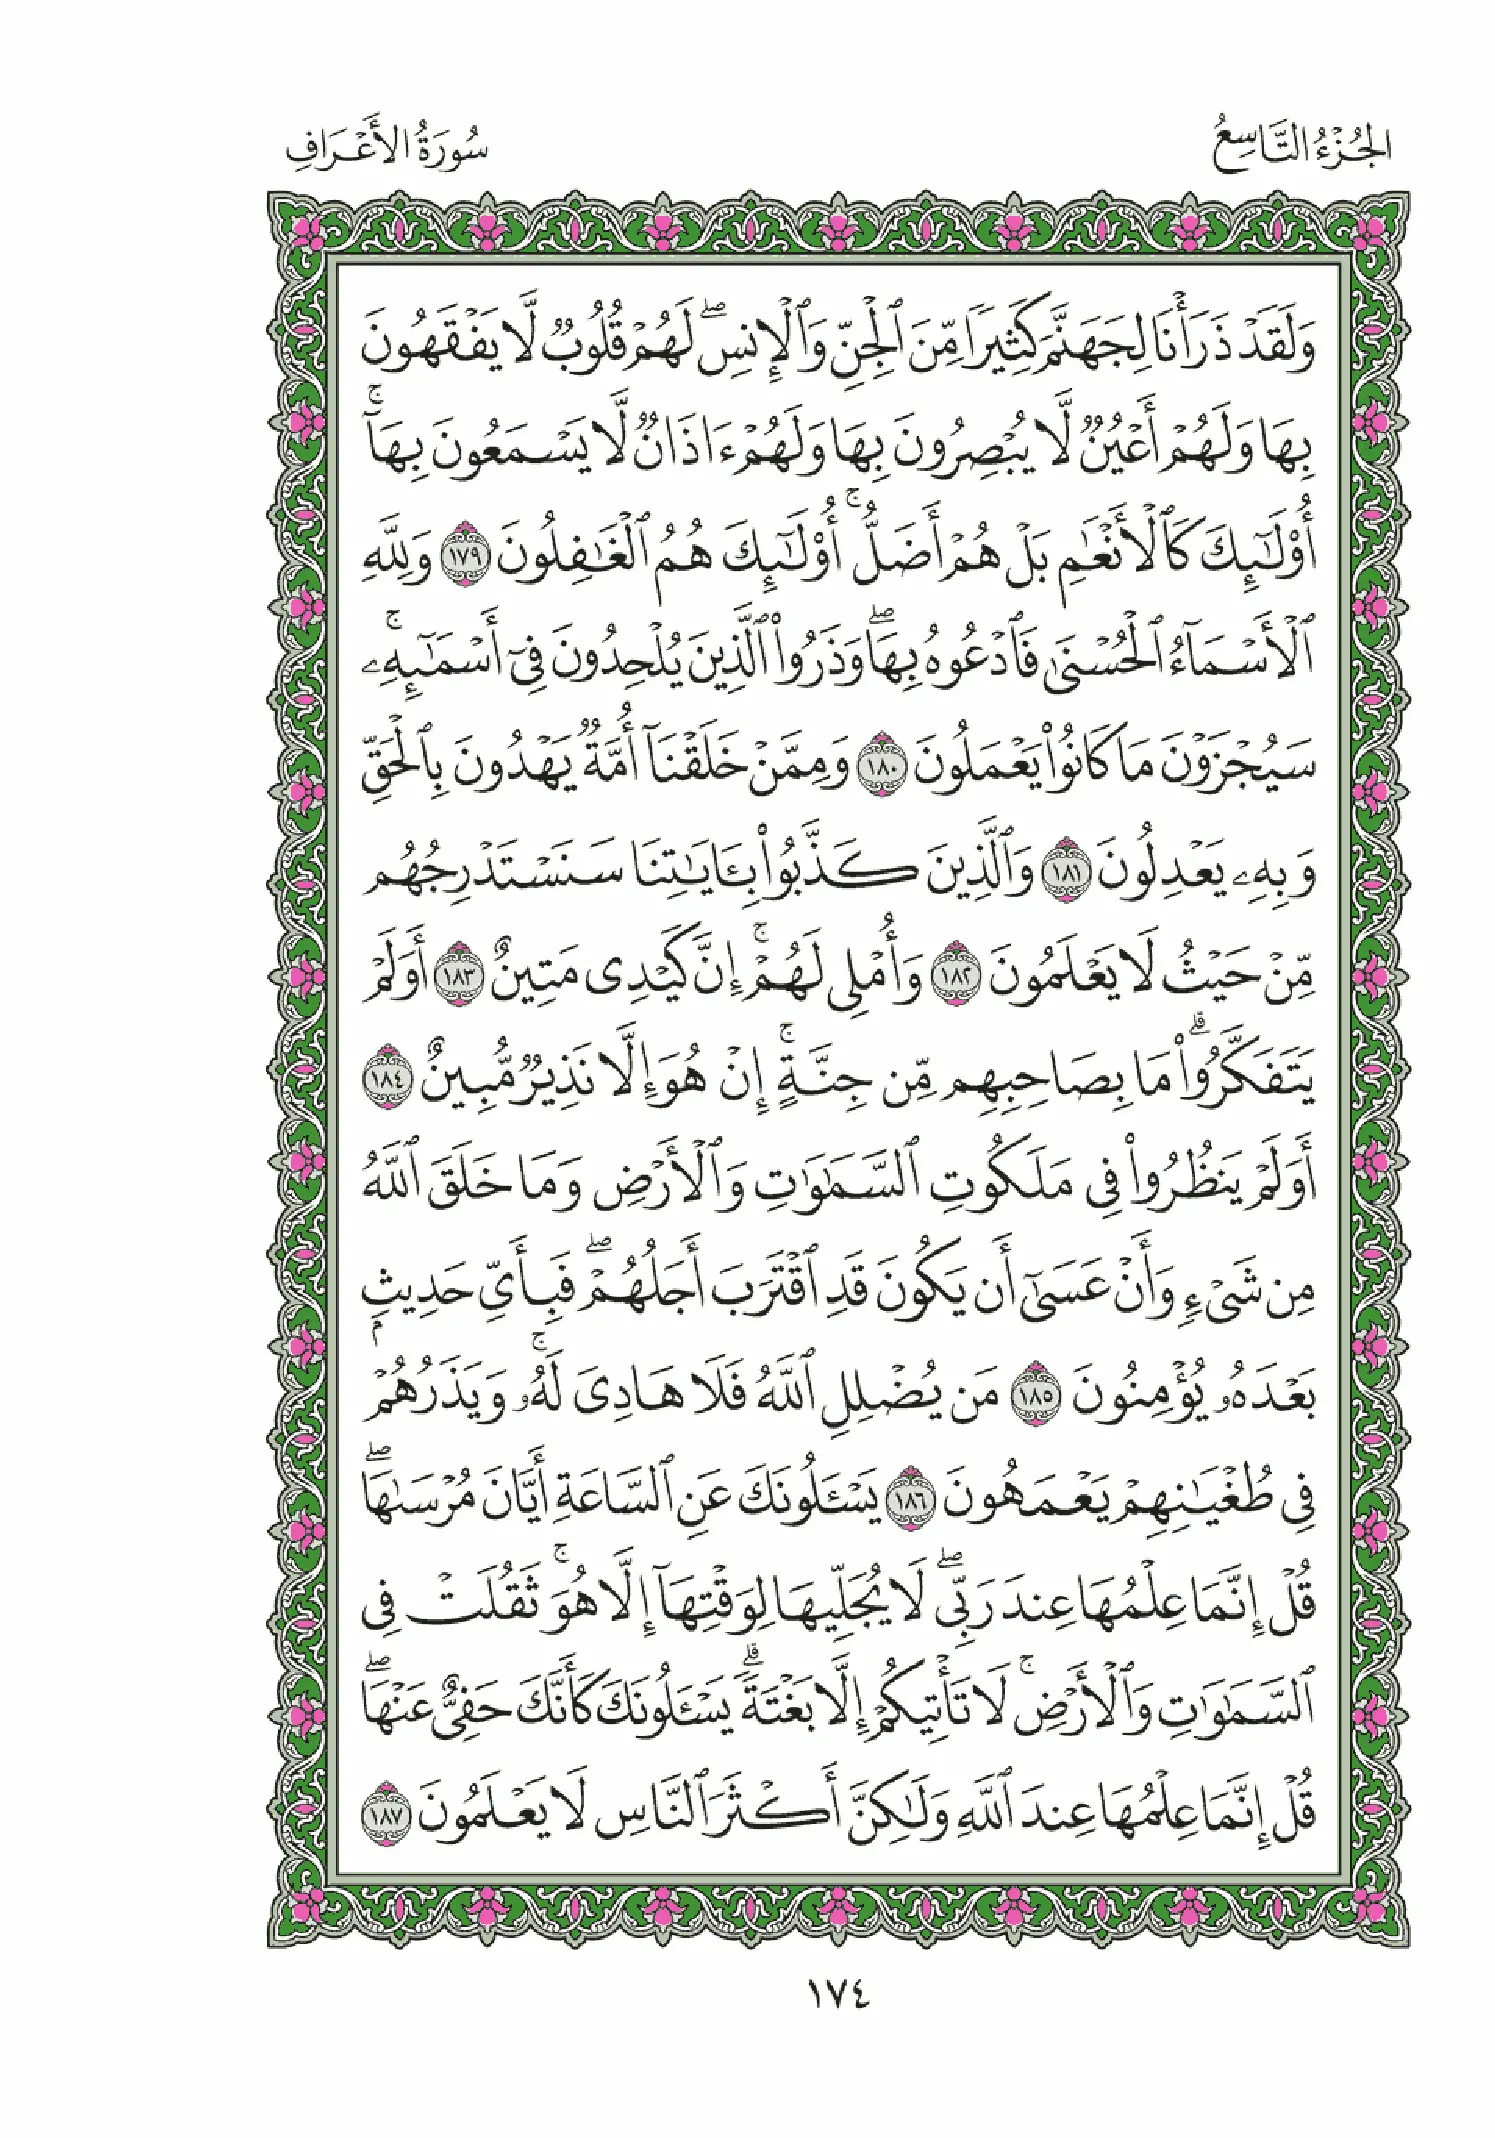 الجُزْءُ التَّاسِعُ
سُورَةُ الأَعْرَافِ
وَلَقَدْ ذَرَأْنَا لِجَهَنَّمَ كَثِيرًا مِّنَ ٱلْجِنِّ وَٱلْإِنسِ ۖ لَهُمْ قُلُوبٌ لَّا يَفْقَهُونَ
بِهَا وَلَهُمْ أَعْيُنٌ لَّا يُبْصِرُونَ بِهَا وَلَهُمْ ءَاذَانٌ لَّا يَسْمَعُونَ بِهَآ ۚ
أُو۟لَـٰٓئِكَ كَٱلْأَنْعَـٰمِ بَلْ هُمْ أَضَلُّ ۚ أُو۟لَـٰٓئِكَ هُمُ ٱلْغَـٰفِلُونَ ١٧٩ وَلِلَّهِ
ٱلْأَسْمَآءُ ٱلْحُسْنَىٰ فَٱدْعُوهُ بِهَا ۖ وَذَرُوا۟ ٱلَّذِينَ يُلْحِدُونَ فِىٓ أَسْمَـٰٓئِهِۦ ۚ
سَيُجْزَوْنَ مَا كَانُوا۟ يَعْمَلُونَ ١٨٠ وَمِمَّنْ خَلَقْنَآ أُمَّةٌ يَهْدُونَ بِٱلْحَقِّ
وَبِهِۦ يَعْدِلُونَ ١٨١ وَٱلَّذِينَ كَذَّبُوا۟ بِـَٔايَـٰتِنَا سَنَسْتَدْرِجُهُم
مِّنْ حَيْثُ لَا يَعْلَمُونَ ١٨٢ وَأُمْلِى لَهُمْ ۚ إِنَّ كَيْدِى مَتِينٌ ١٨٣ أَوَلَمْ
يَتَفَكَّرُوا۟ ۗ مَا بِصَاحِبِهِم مِّن جِنَّةٍ ۚ إِنْ هُوَ إِلَّا نَذِيرٌ مُّبِينٌ ١٨٤
أَوَلَمْ يَنظُرُوا۟ فِى مَلَكُوتِ ٱلسَّمَـٰوَٰتِ وَٱلْأَرْضِ وَمَا خَلَقَ ٱللَّهُ
مِن شَىْءٍ وَأَنْ عَسَىٰٓ أَن يَكُونَ قَدِ ٱقْتَرَبَ أَجَلُهُمْ ۖ فَبِأَىِّ حَدِيثٍۭ
بَعْدَهُۥ يُؤْمِنُونَ ١٨٥ مَن يُضْلِلِ ٱللَّهُ فَلَا هَادِىَ لَهُۥ ۚ وَيَذَرُهُمْ
فِى طُغْيَـٰنِهِمْ يَعْمَهُونَ ١٨٦ يَسْـَٔلُونَكَ عَنِ ٱلسَّاعَةِ أَيَّانَ مُرْسَىٰهَا ۖ
قُلْ إِنَّمَا عِلْمُهَا عِندَ رَبِّى ۖ لَا يُجَلِّيهَا لِوَقْتِهَآ إِلَّا هُوَ ۚ ثَقُلَتْ فِى
ٱلسَّمَـٰوَٰتِ وَٱلْأَرْضِ ۚ لَا تَأْتِيكُمْ إِلَّا بَغْتَةً ۗ يَسْـَٔلُونَكَ كَأَنَّكَ حَفِىٌّ عَنْهَا ۖ
قُلْ إِنَّمَا عِلْمُهَا عِندَ ٱللَّهِ وَلَـٰكِنَّ أَكْثَرَ ٱلنَّاسِ لَا يَعْلَمُونَ ١٨٧
١٧٤